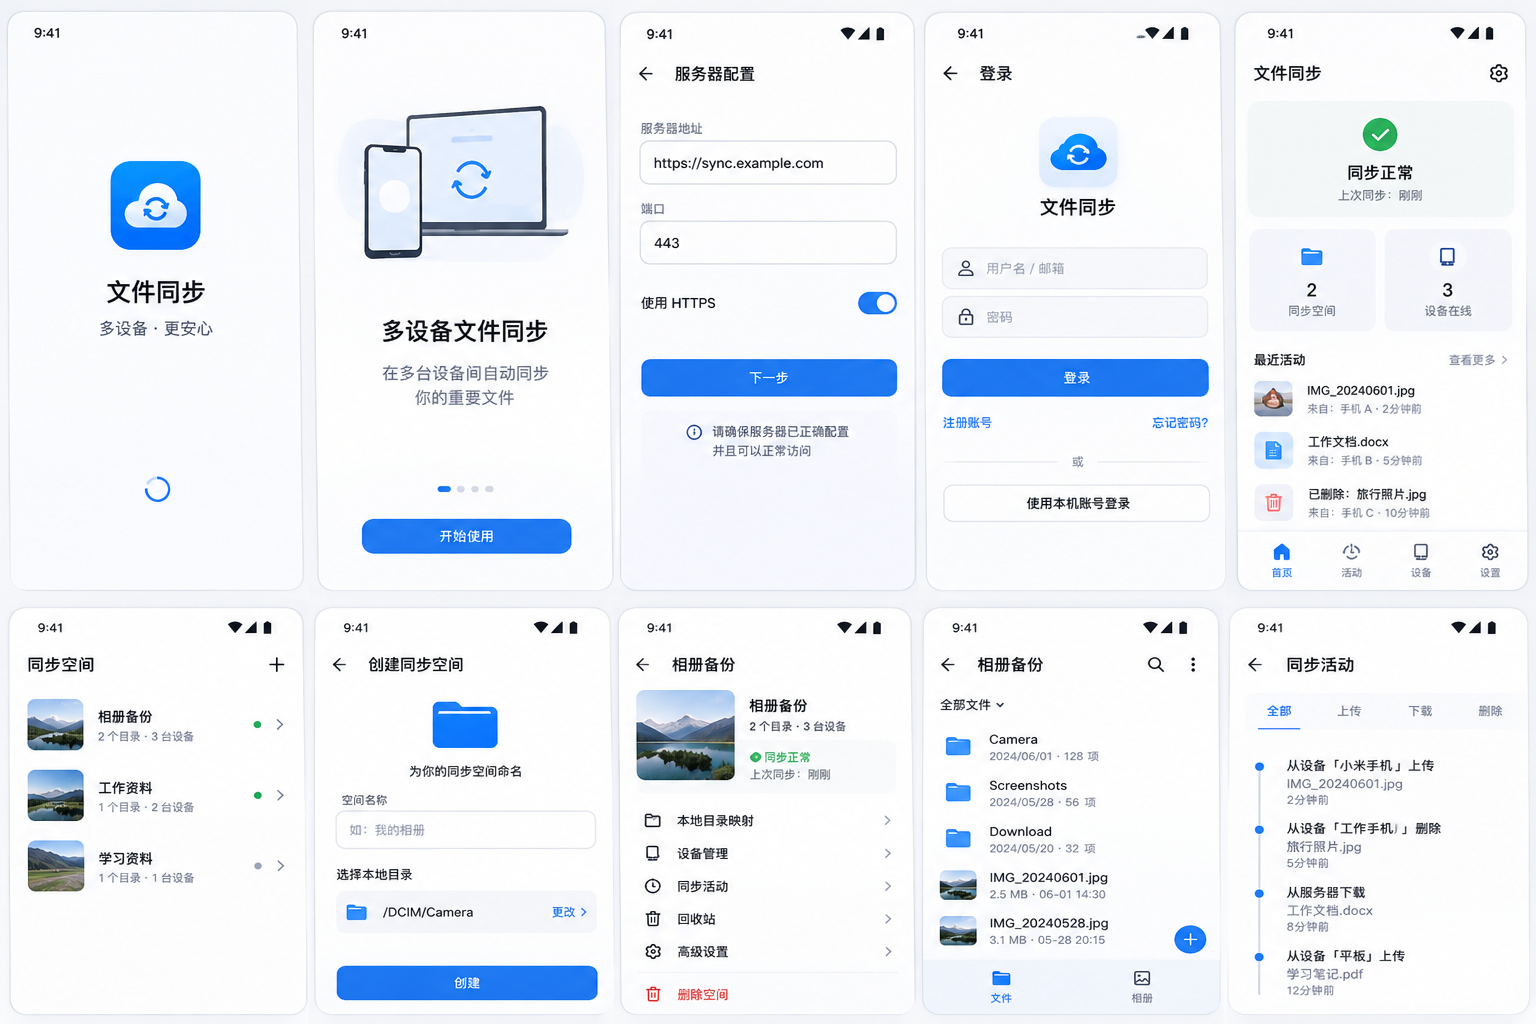 9:41
文件同步
多设备 · 更安心
9:41
多设备文件同步
在多台设备间自动同步
你的重要文件
开始使用
9:41
服务器配置
服务器地址
https://sync.example.com
端口
443
使用 HTTPS
下一步
请确保服务器已正确配置
并且可以正常访问
9:41
登录
文件同步
用户名 / 邮箱
密码
登录
注册账号
忘记密码?
或
使用本机账号登录
9:41
文件同步
同步正常
上次同步：刚刚
2
同步空间
3
设备在线
最近活动
查看更多
IMG_20240601.jpg
来自：手机 A · 2分钟前
工作文档.docx
来自：手机 B · 5分钟前
已删除：旅行照片.jpg
来自：手机 C · 10分钟前
首页
活动
设备
设置
9:41
同步空间
相册备份
2 个目录 · 3 台设备
工作资料
1 个目录 · 2 台设备
学习资料
1 个目录 · 1 台设备
9:41
创建同步空间
为你的同步空间命名
空间名称
如：我的相册
选择本地目录
/DCIM/Camera
更改
创建
9:41
相册备份
相册备份
2 个目录 · 3 台设备
同步正常
上次同步：刚刚
本地目录映射
设备管理
同步活动
回收站
高级设置
删除空间
9:41
相册备份
全部文件
Camera
2024/06/01 · 128 项
Screenshots
2024/05/28 · 56 项
Download
2024/05/20 · 32 项
IMG_20240601.jpg
2.5 MB · 06-01 14:30
IMG_20240528.jpg
3.1 MB · 05-28 20:15
文件
相册
9:41
同步活动
全部
上传
下载
删除
从设备「小米手机」上传
IMG_20240601.jpg
2分钟前
从设备「工作手机」删除
旅行照片.jpg
5分钟前
从服务器下载
工作文档.docx
8分钟前
从设备「平板」上传
学习笔记.pdf
12分钟前